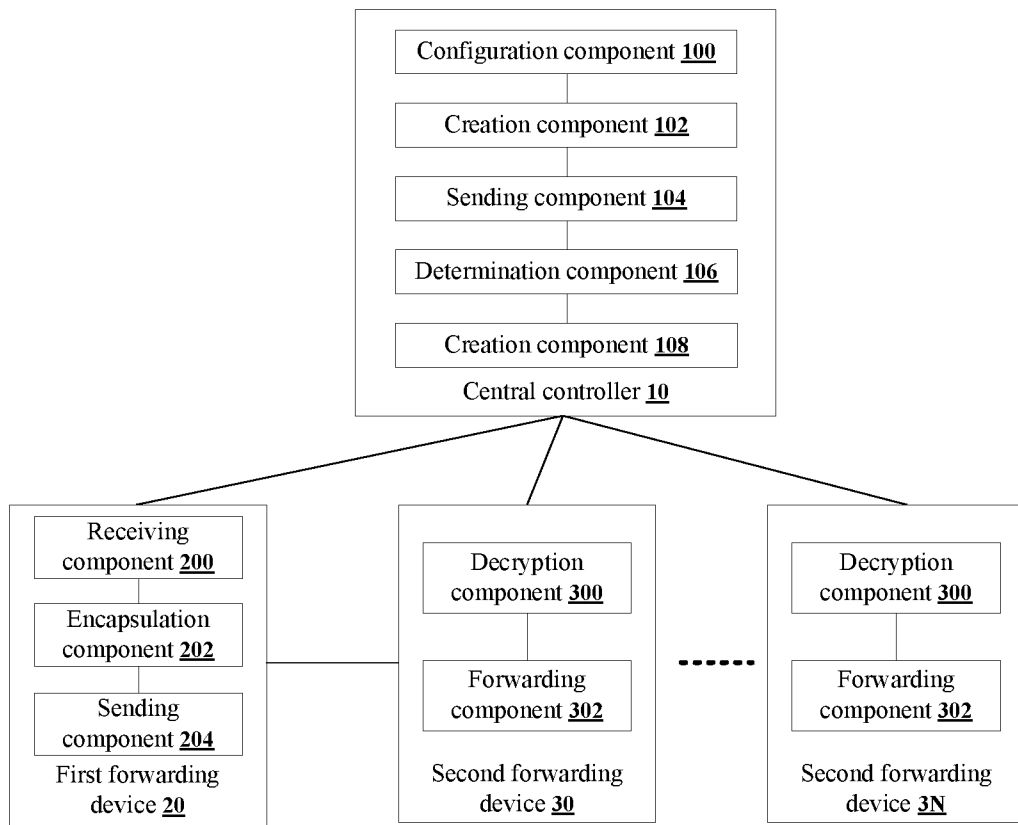 Configuration component 100
Creation component 102
Sending component 104
Determination component 106
Creation component 108
Central controller 10
Receiving
component 200
Encapsulation
component 202
Sending
component 204
First forwarding
device 20
Decryption
component 300
Forwarding
component 302
Second forwarding
device 30
Decryption
component 300
Forwarding
component 302
Second forwarding
device 3N